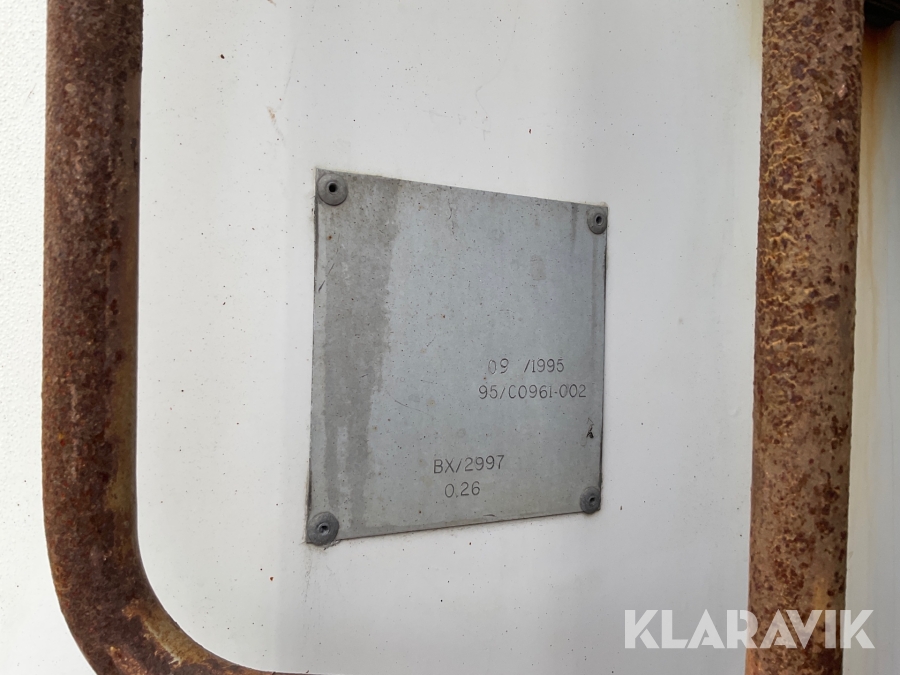 09 /1995
95/C0961-002
BX/2997
0.26
KLARAVIK